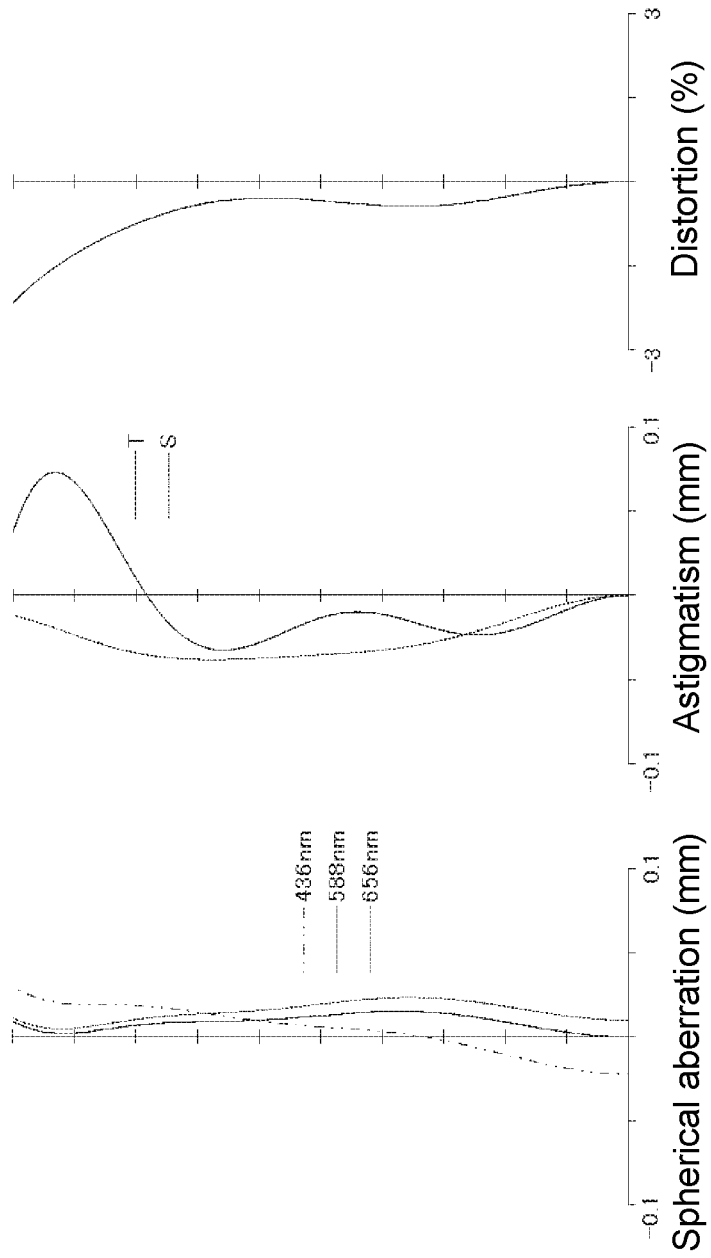 -0.1
0.1
436nm
588nm
656nm
Spherical aberration (mm)
-0.1
0.1
T
S
Astigmatism (mm)
-3
3
Distortion (%)